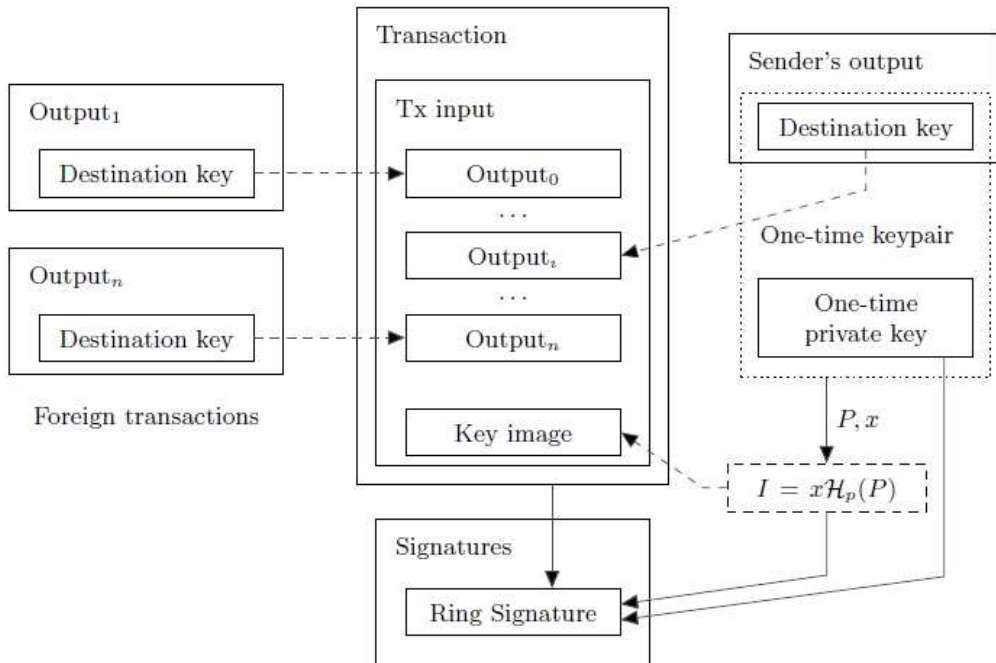 Transaction
Tx input
Output₀
...
Outputᵢ
...
Outputₙ
Key image
Output₁
Destination key
Outputₙ
Destination key
Foreign transactions
Sender's output
Destination key
One-time keypair
One-time
private key
P, x
I = xℋₚ(P)
Signatures
Ring Signature